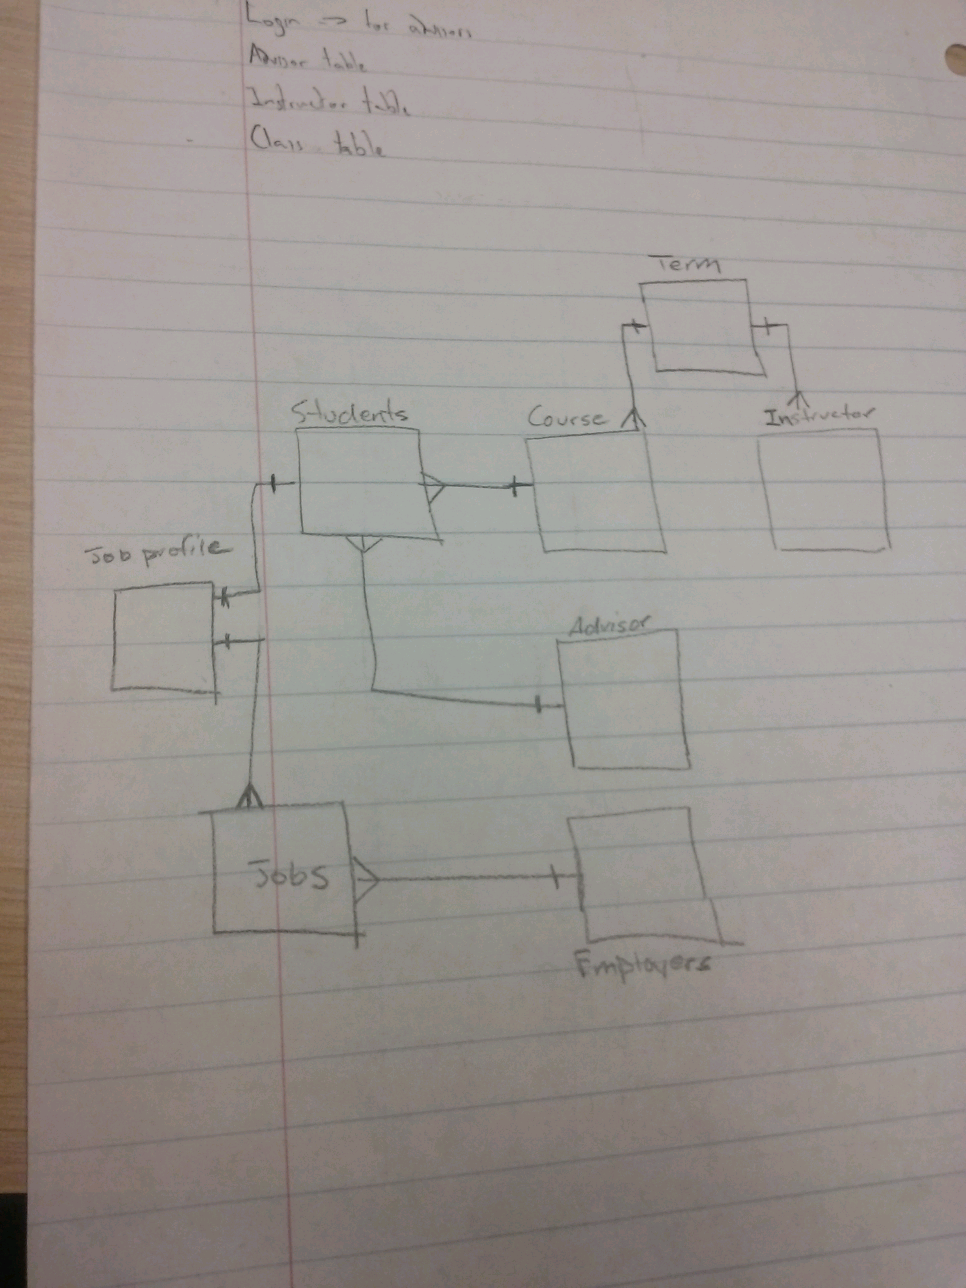 Login -> for advisors
Advisor table
Instructor table
Class table
Term
Students
Course
Instructor
Job profile
Advisor
Jobs
Employers